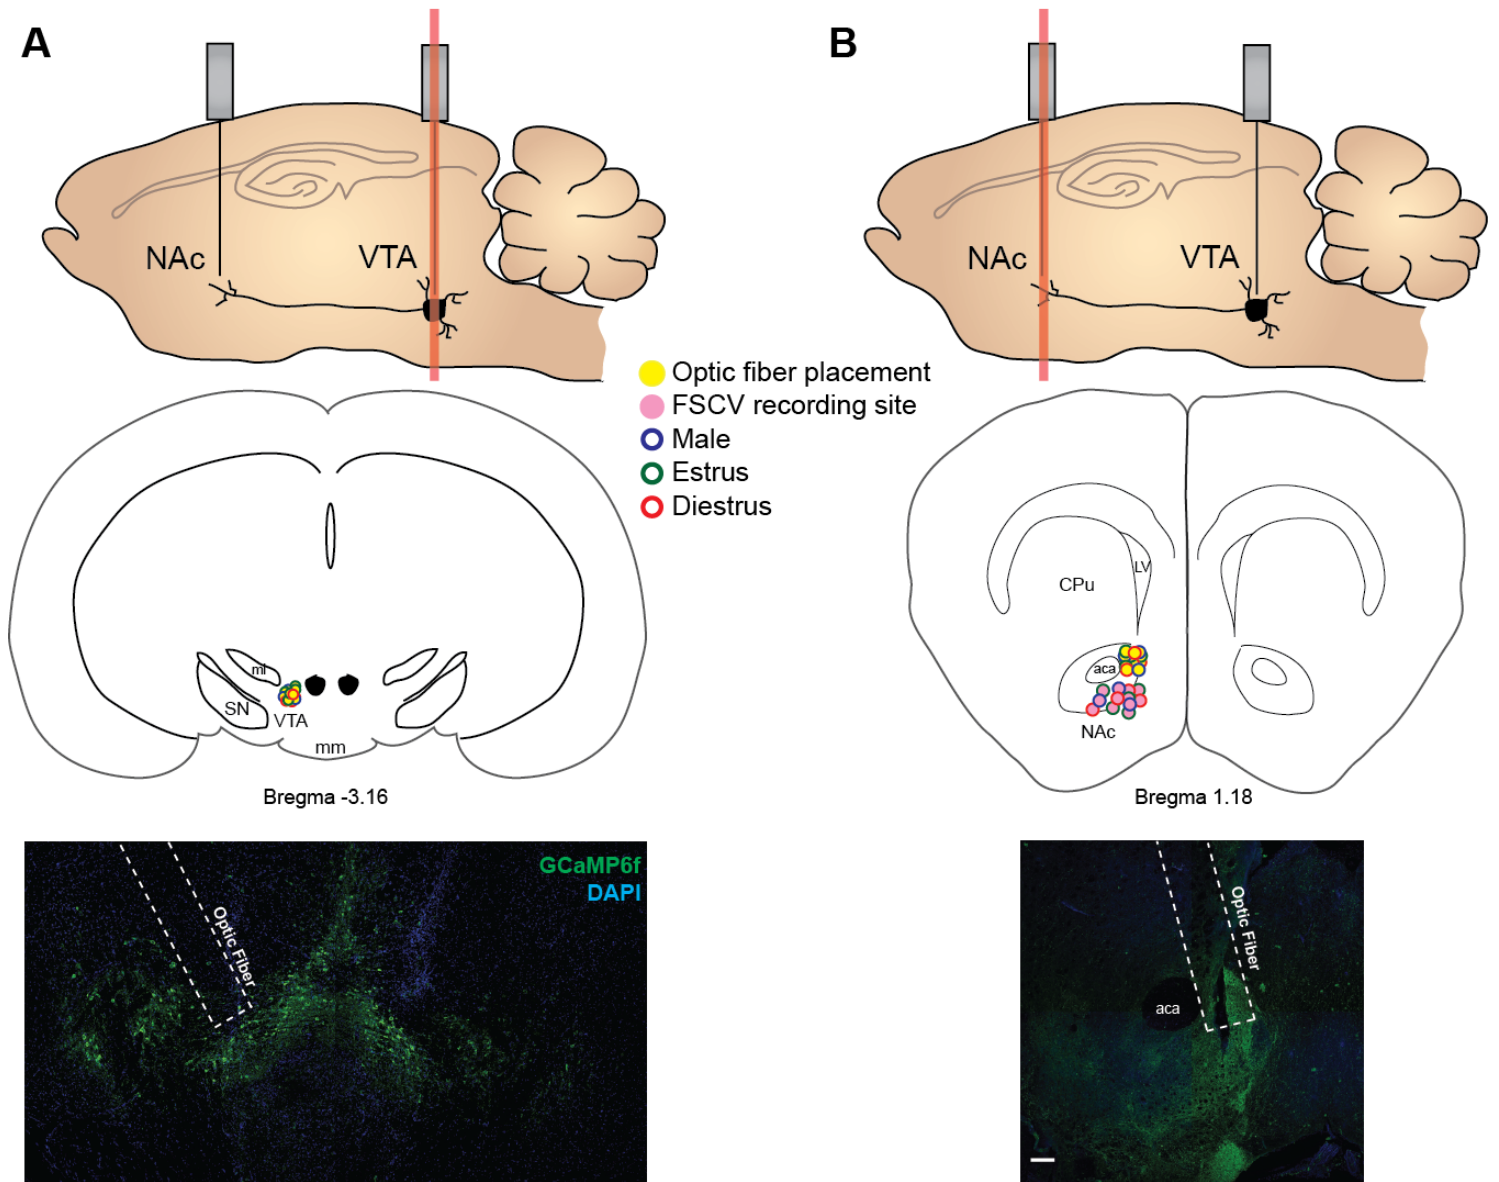 A
B
NAc
VTA
NAc
VTA
Optic fiber placement
FSCV recording site
Male
Estrus
Diestrus
ml
SN
VTA
mm
Bregma -3.16
LV
CPu
aca
NAc
Bregma 1.18
GCaMP6f
DAPI
Optic Fiber
Optic Fiber
aca